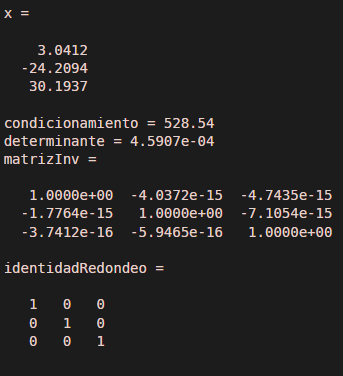 x =
3.0412
-24.2094
30.1937
condicionamiento = 528.54
determinante = 4.5907e-04
matrizInv =
1.0000e+00 -4.0372e-15 -4.7435e-15
-1.7764e-15 1.0000e+00 -7.1054e-15
-3.7412e-16 -5.9465e-16 1.0000e+00
identidadRedondeo =
1 0 0
0 1 0
0 0 1